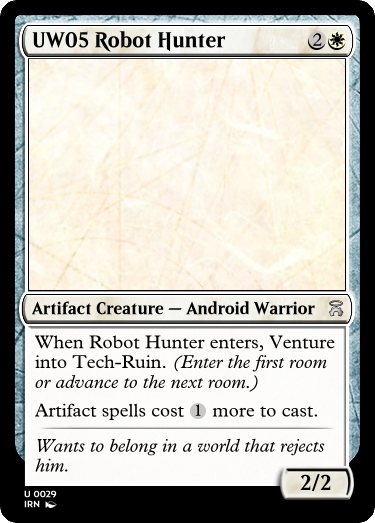 UW05 Robot Hunter 2
Artifact Creature — Android Warrior
When Robot Hunter enters, Venture
into Tech-Ruin. (Enter the first room
or advance to the next room.)
Artifact spells cost 1 more to cast.
Wants to belong in a world that rejects
him.
2/2
U 0029
IRN